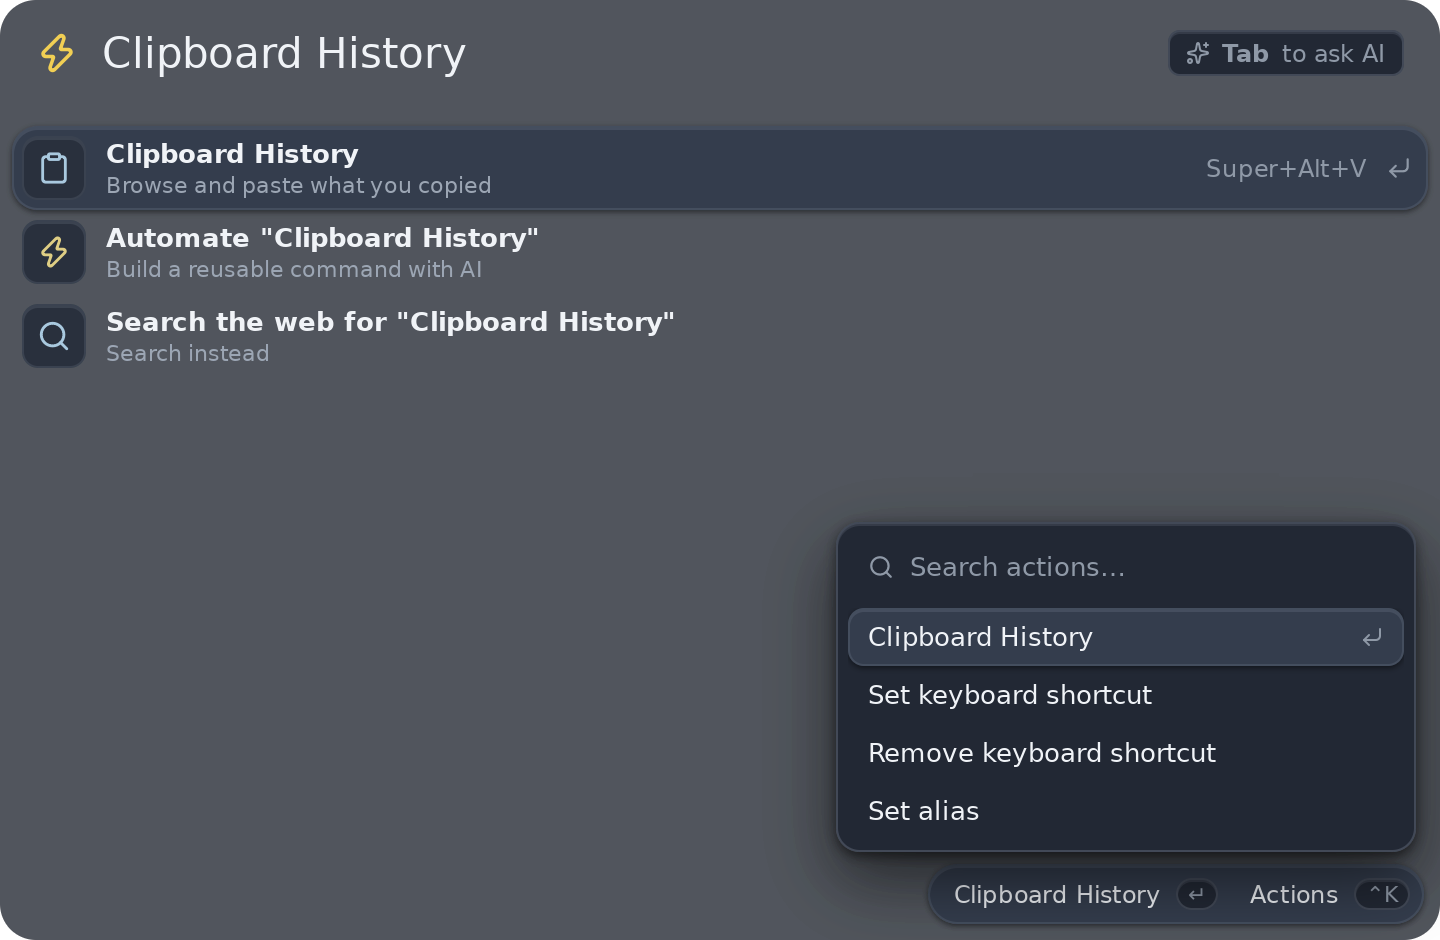 Clipboard History
Tab to ask AI
Clipboard History
Browse and paste what you copied
Super+Alt+V
Automate "Clipboard History"
Build a reusable command with AI
Search the web for "Clipboard History"
Search instead
Search actions...
Clipboard History
Set keyboard shortcut
Remove keyboard shortcut
Set alias
Clipboard History
Actions ^K